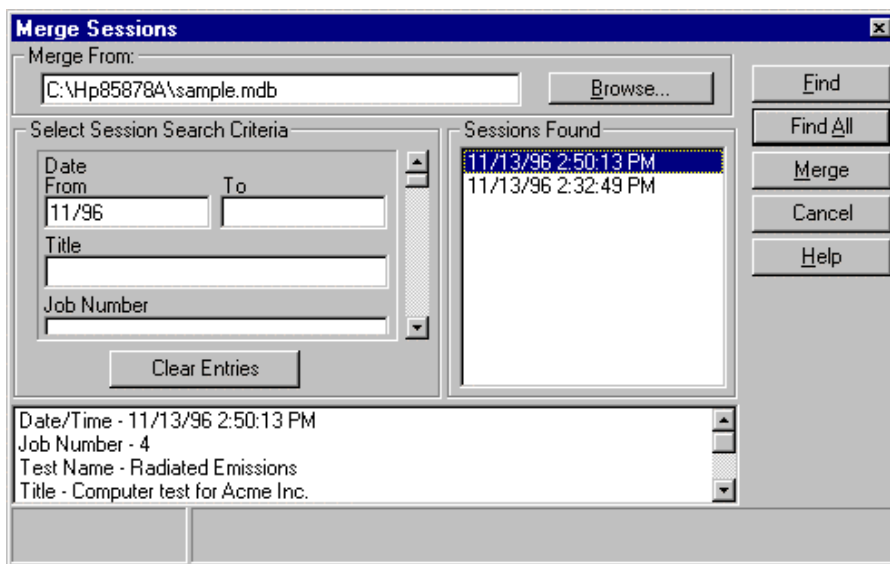 Merge Sessions
Merge From:
C:\Hp85878A\sample.mdb
Browse...
Find
Find All
Merge
Cancel
Help
Select Session Search Criteria
Date
From To
11/96
Title
Job Number
Clear Entries
Sessions Found
11/13/96 2:50:13 PM
11/13/96 2:32:49 PM
Date/Time - 11/13/96 2:50:13 PM
Job Number - 4
Test Name - Radiated Emissions
Title - Computer test for Acme Inc.